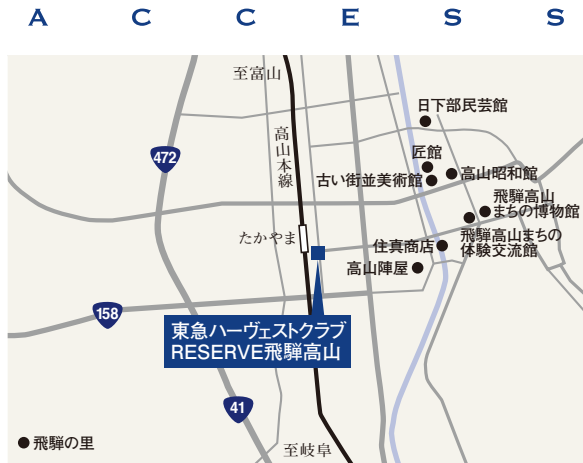 ACCESS
至富山
日下部民芸館
高山本線
472
匠館
高山昭和館
古い街並美術館
飛騨高山
まちの博物館
たかやま
住真商店
飛騨高山まちの
体験交流館
高山陣屋
158
東急ハーヴェストクラブ
RESERVE飛騨高山
41
飛騨の里
至岐阜